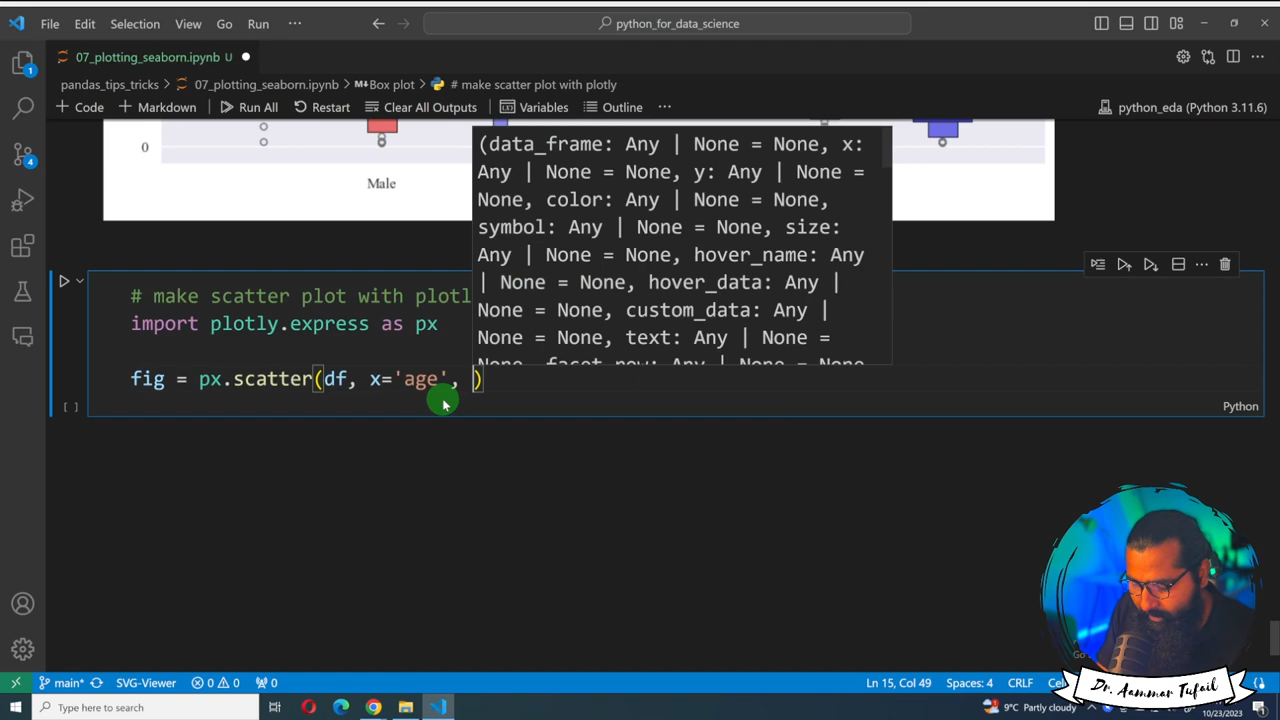 File Edit Selection View Go Run ··· python_for_data_science
07_plotting_seaborn.ipynb U
pandas_tips_tricks > 07_plotting_seaborn.ipynb > Box plot > # make scatter plot with plotly
+ Code + Markdown Run All Restart Clear All Outputs Variables Outline ··· python_eda (Python 3.11.6)
0
Male
(data_frame: Any | None = None, x:
Any | None = None, y: Any | None =
None, color: Any | None = None,
symbol: Any | None = None, size:
Any | None = None, hover_name: Any
| None = None, hover_data: Any |
None = None, custom_data: Any |
None = None, text: Any | None =
None, facet_row: Any | None = None
# make scatter plot with plotl
import plotly.express as px
fig = px.scatter(df, x='age', )
[ ] Python
1
4
main* SVG-Viewer 0 0 0 Ln 15, Col 49 Spaces: 4 CRLF
Dr. Aammar Tufail
Type here to search 9°C Partly cloudy 10/23/2023